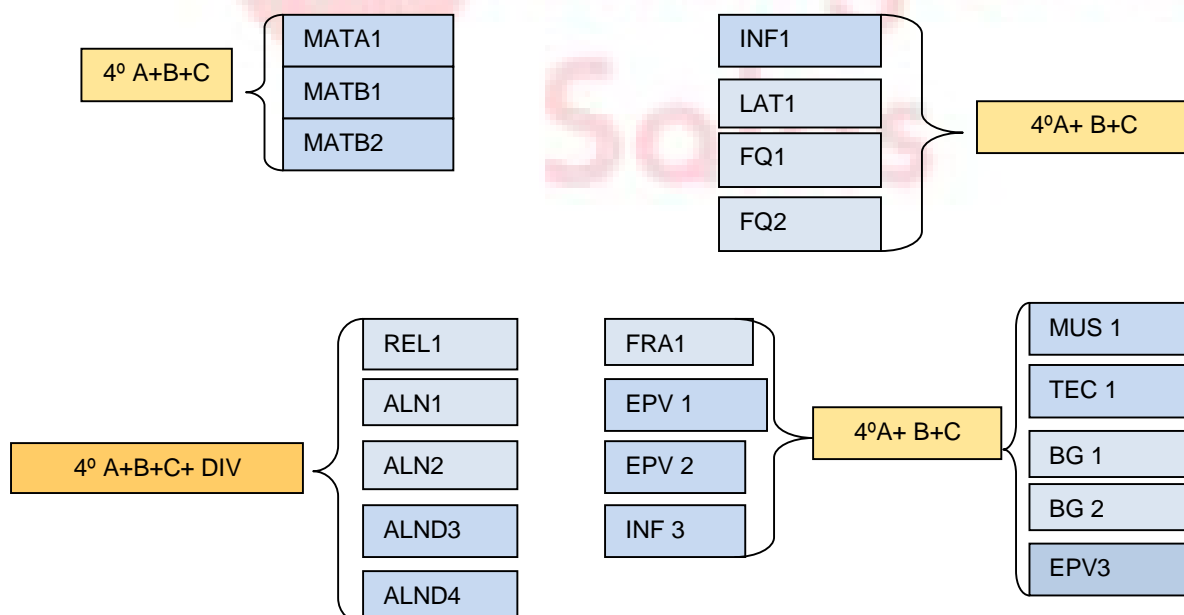 4º A+B+C
MATA1
MATB1
MATB2
INF1
LAT1
FQ1
FQ2
4ºA+ B+C
4º A+B+C+ DIV
REL1
ALN1
ALN2
ALND3
ALND4
FRA1
EPV 1
EPV 2
INF 3
4ºA+ B+C
MUS 1
TEC 1
BG 1
BG 2
EPV3